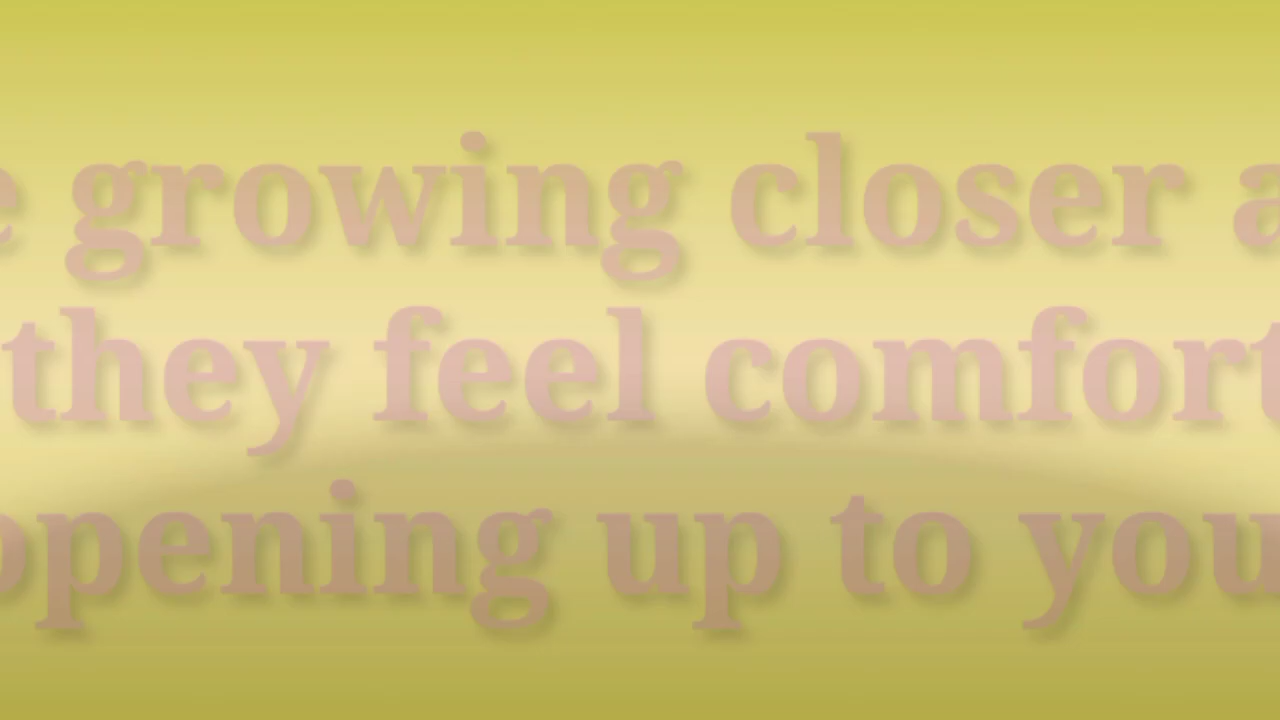 e growing closer a
they feel comfort
opening up to you